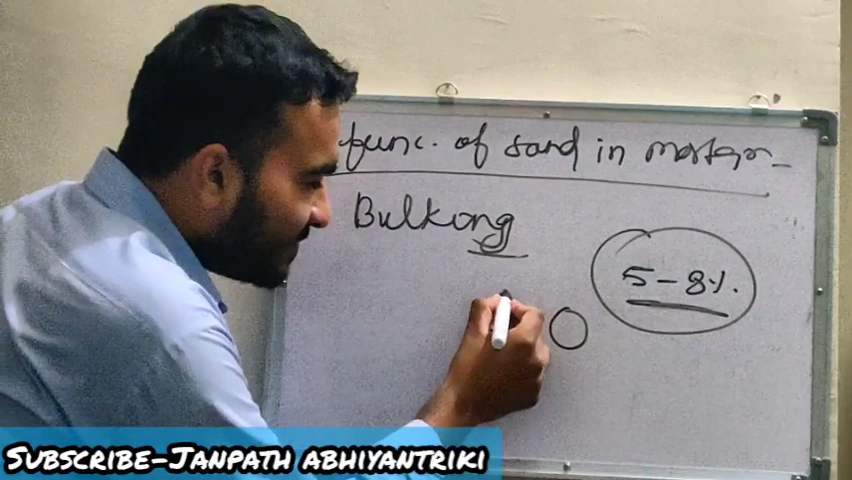 func. of sand in mortar -
Bulking
5-8%.
SUBSCRIBE-JANPATH ABHIYANTRIKI